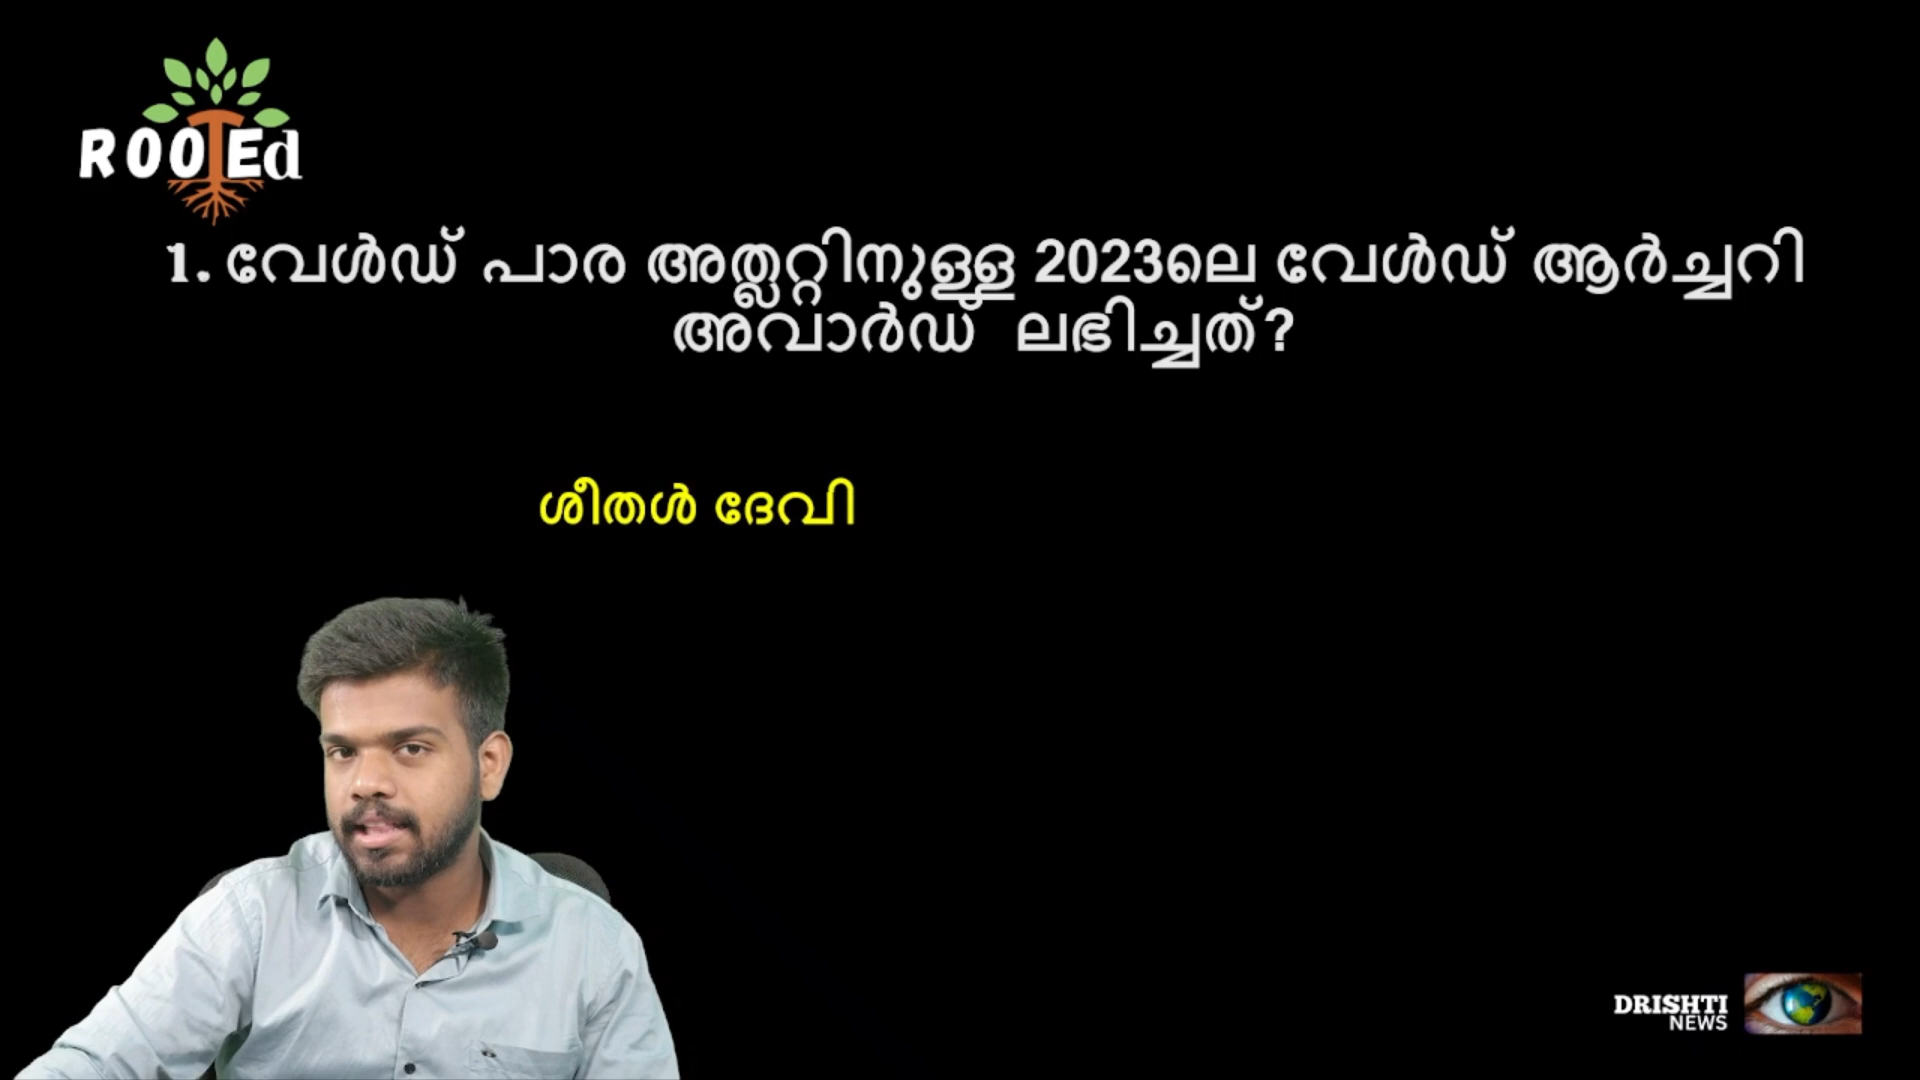 ROOTEd
1. വേൾഡ് പാര അത്ലറ്റിനുള്ള 2023ലെ വേൾഡ് ആർച്ചറി
അവാർഡ് ലഭിച്ചത്?
ശീതൾ ദേവി
DRISHTI
NEWS